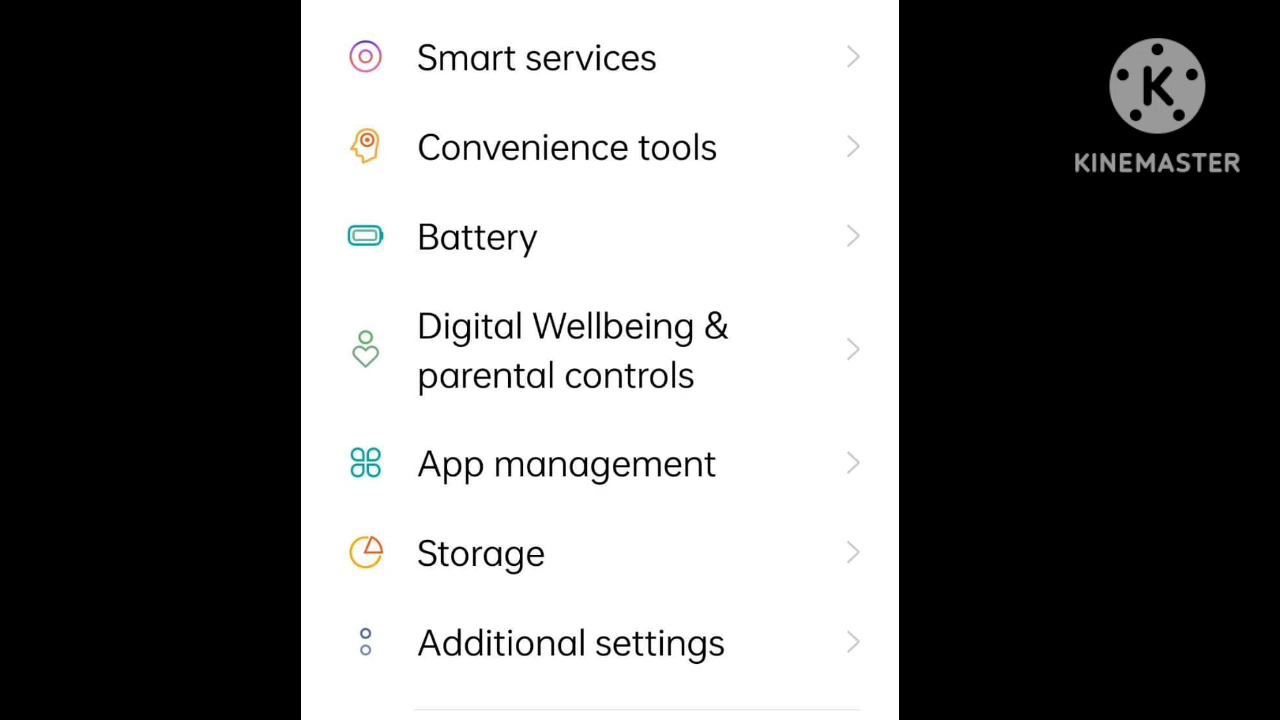 Smart services
Convenience tools
Battery
Digital Wellbeing &
parental controls
App management
Storage
Additional settings
K
KINEMASTER